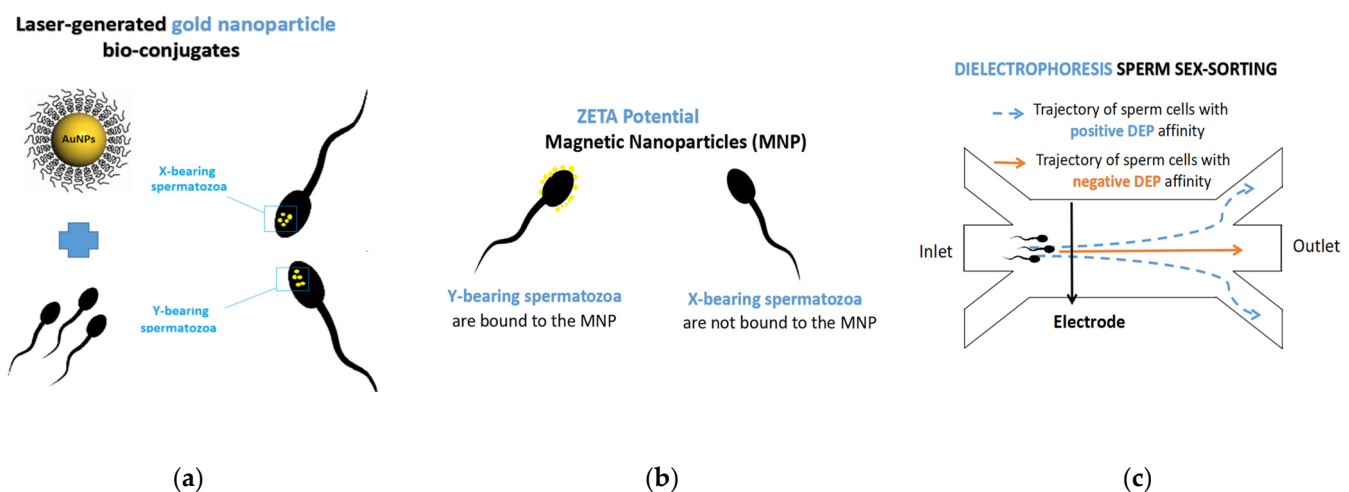 Laser-generated gold nanoparticle
bio-conjugates
AuNPs
X-bearing
spermatozoa
Y-bearing
spermatozoa
(a)
ZETA Potential
Magnetic Nanoparticles (MNP)
Y-bearing spermatozoa
are bound to the MNP
X-bearing spermatozoa
are not bound to the MNP
(b)
DIELECTROPHORESIS SPERM SEX-SORTING
Trajectory of sperm cells with
positive DEP affinity
Trajectory of sperm cells with
negative DEP affinity
Inlet
Outlet
Electrode
(c)